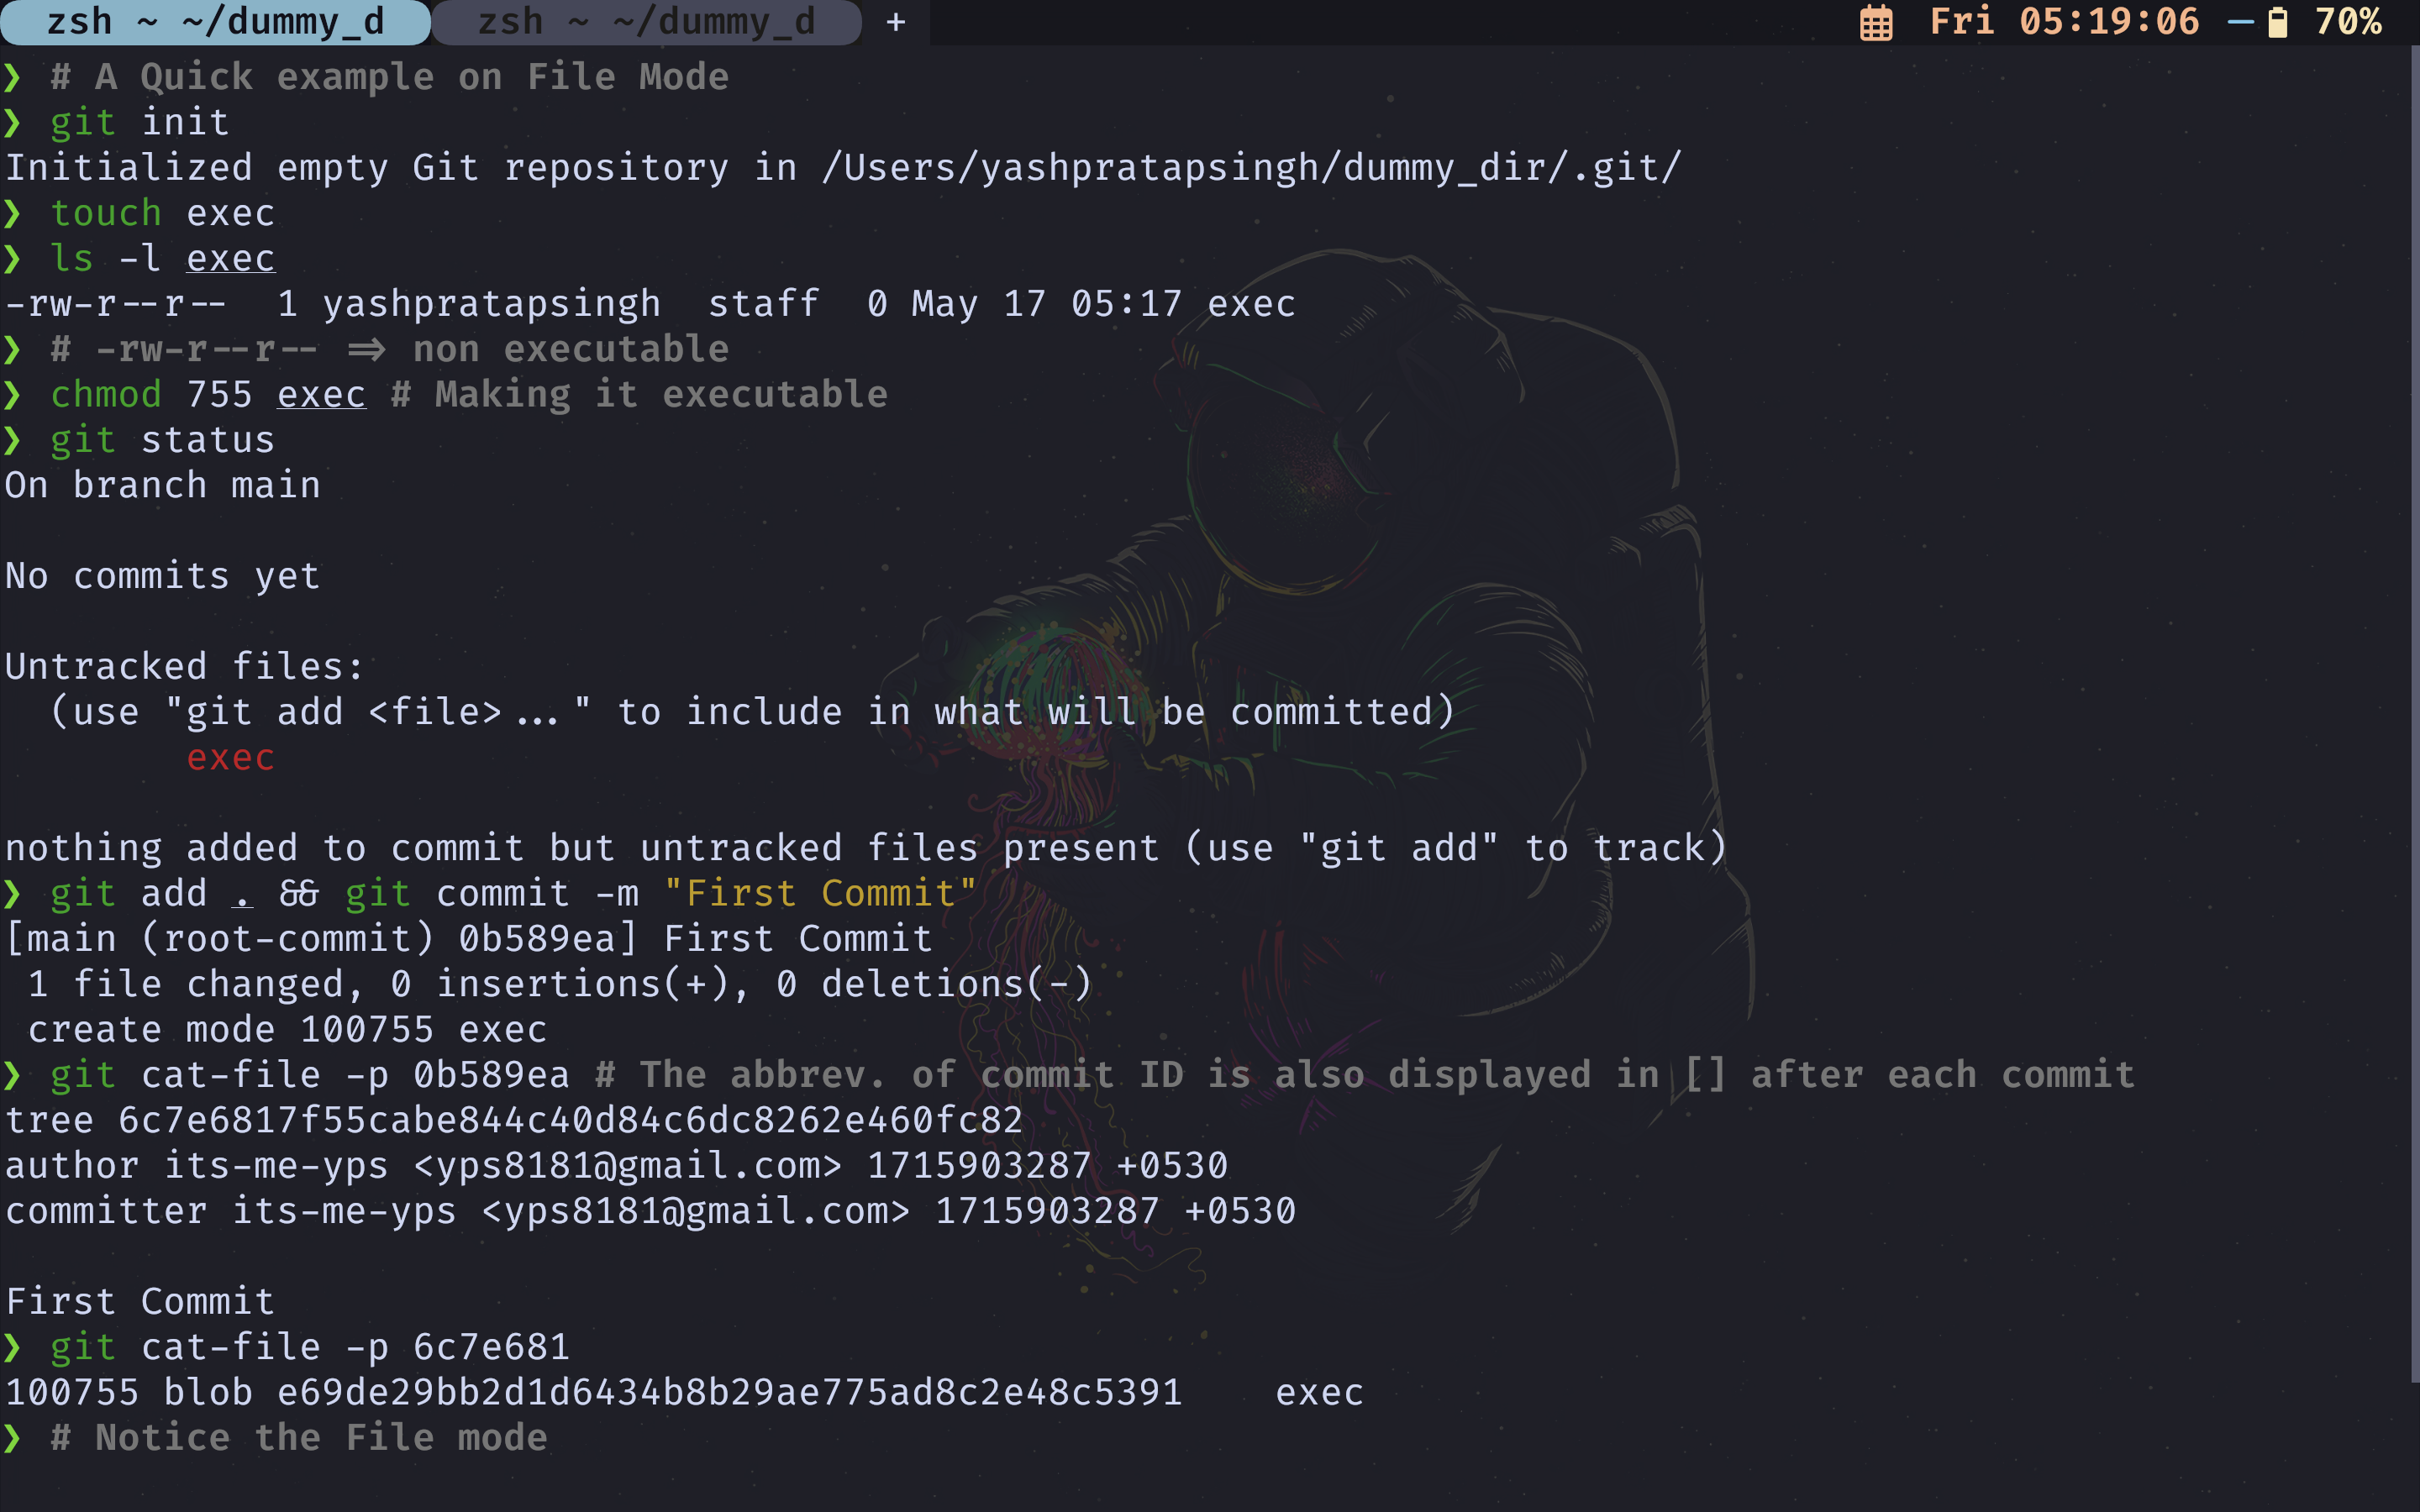 zsh ~ ~/dummy_d zsh ~ ~/dummy_d + Fri 05:19:06 70%
❯ # A Quick example on File Mode
❯ git init
Initialized empty Git repository in /Users/yashpratapsingh/dummy_dir/.git/
❯ touch exec
❯ ls -l exec
-rw-r--r--  1 yashpratapsingh  staff  0 May 17 05:17 exec
❯ # -rw-r--r-- => non executable
❯ chmod 755 exec # Making it executable
❯ git status
On branch main
No commits yet
Untracked files:
  (use "git add <file>..." to include in what will be committed)
        exec
nothing added to commit but untracked files present (use "git add" to track)
❯ git add . && git commit -m "First Commit"
[main (root-commit) 0b589ea] First Commit
 1 file changed, 0 insertions(+), 0 deletions(-)
 create mode 100755 exec
❯ git cat-file -p 0b589ea # The abbrev. of commit ID is also displayed in [] after each commit
tree 6c7e6817f55cabe844c40d84c6dc8262e460fc82
author its-me-yps <yps8181@gmail.com> 1715903287 +0530
committer its-me-yps <yps8181@gmail.com> 1715903287 +0530
First Commit
❯ git cat-file -p 6c7e681
100755 blob e69de29bb2d1d6434b8b29ae775ad8c2e48c5391    exec
❯ # Notice the File mode